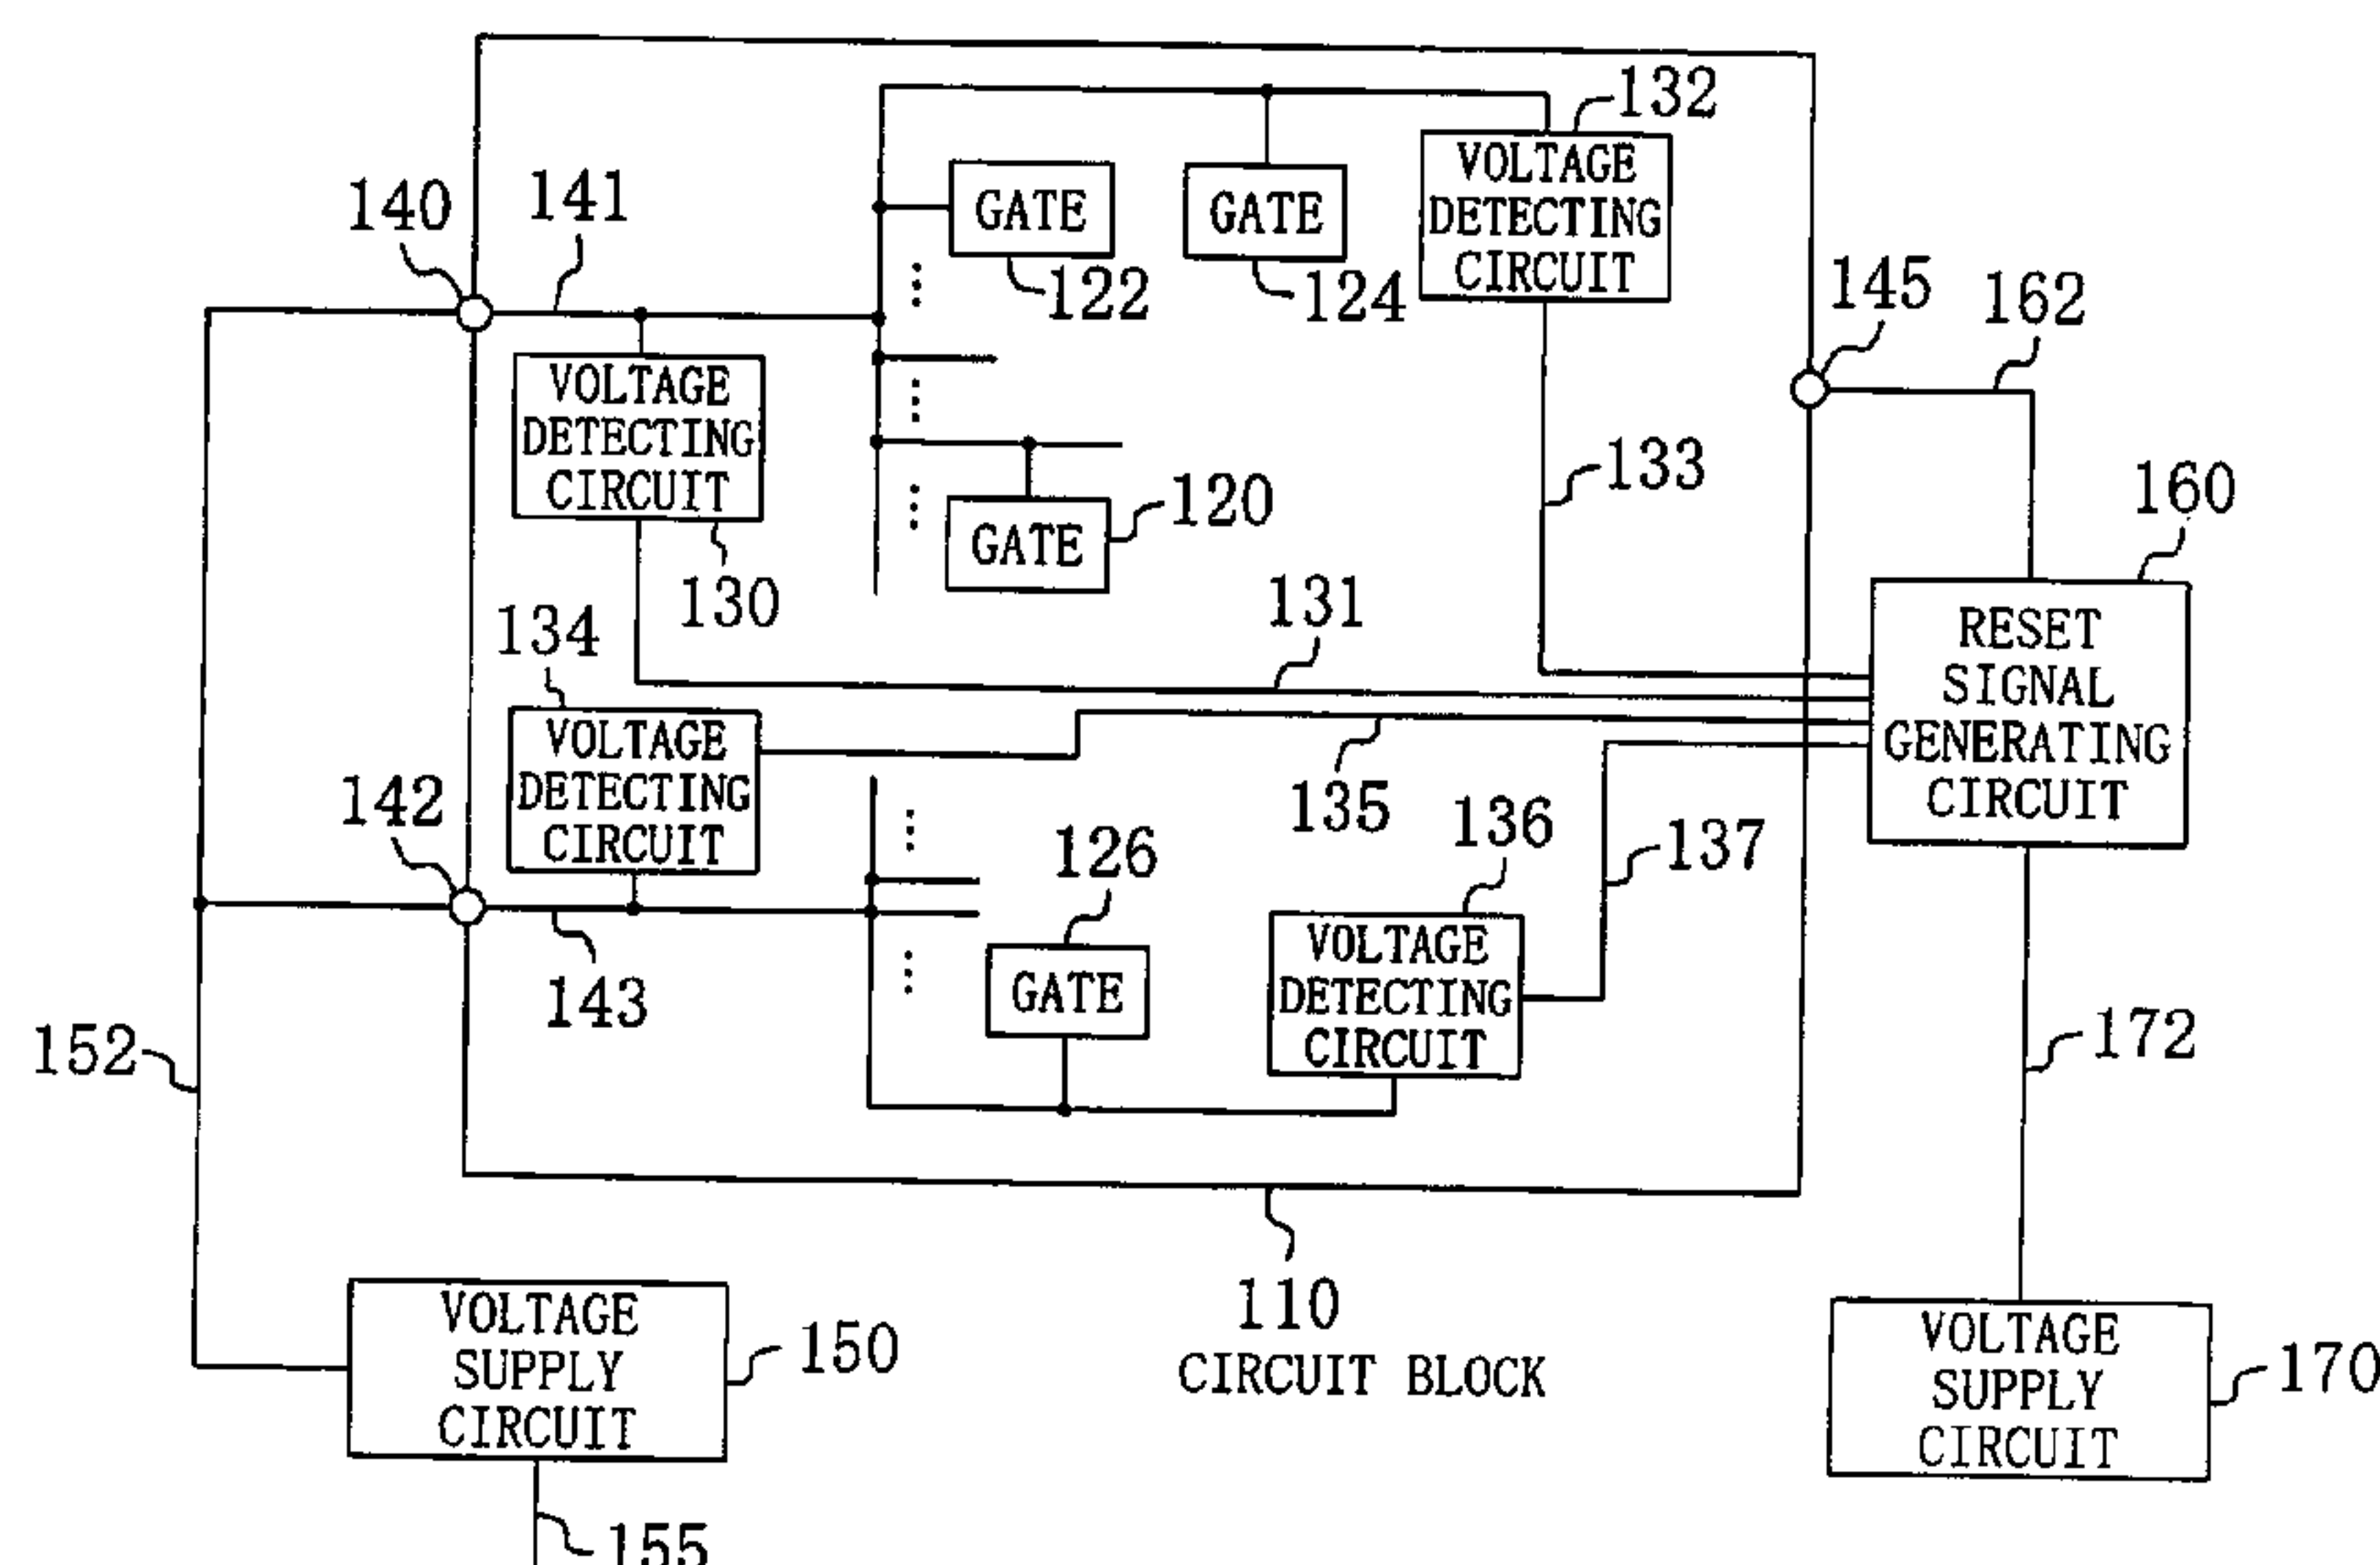 132
VOLTAGE
DETECTING
CIRCUIT
140
141
GATE
122
GATE
124
145
162
VOLTAGE
DETECTING
CIRCUIT
130
133
120
GATE
160
RESET
SIGNAL
GENERATING
CIRCUIT
131
134
VOLTAGE
DETECTING
CIRCUIT
135
142
143
126
GATE
136
VOLTAGE
DETECTING
CIRCUIT
137
152
172
110
CIRCUIT BLOCK
VOLTAGE
SUPPLY
CIRCUIT
150
VOLTAGE
SUPPLY
CIRCUIT
170
155